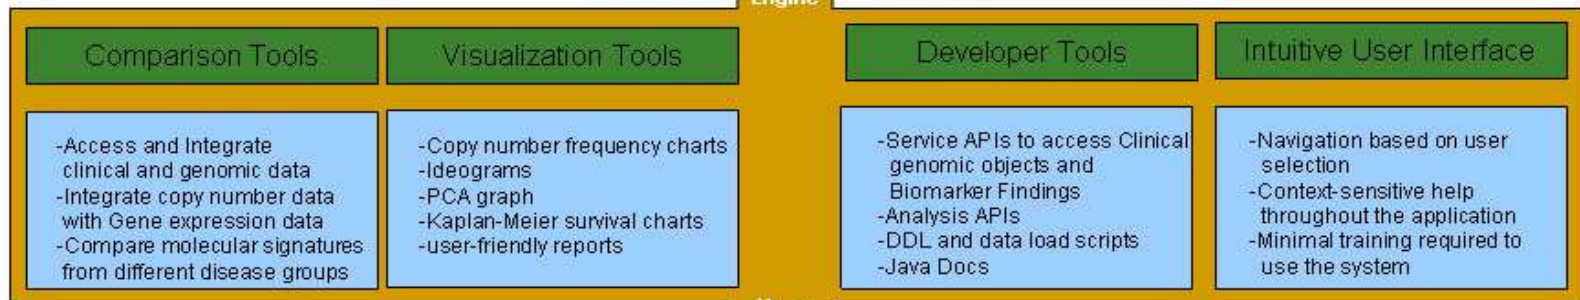 Engine
Comparison Tools
Visualization Tools
Developer Tools
Intuitive User Interface
-Access and Integrate
clinical and genomic data
-Integrate copy number data
with Gene expression data
-Compare molecular signatures
from different disease groups
-Copy number frequency charts
-Ideograms
-PCA graph
-Kaplan-Meier survival charts
-user-friendly reports
-Service APIs to access Clinical
genomic objects and
Biomarker Findings
-Analysis APIs
-DDL and data load scripts
-Java Docs
-Navigation based on user
selection
-Context-sensitive help
throughout the application
-Minimal training required to
use the system